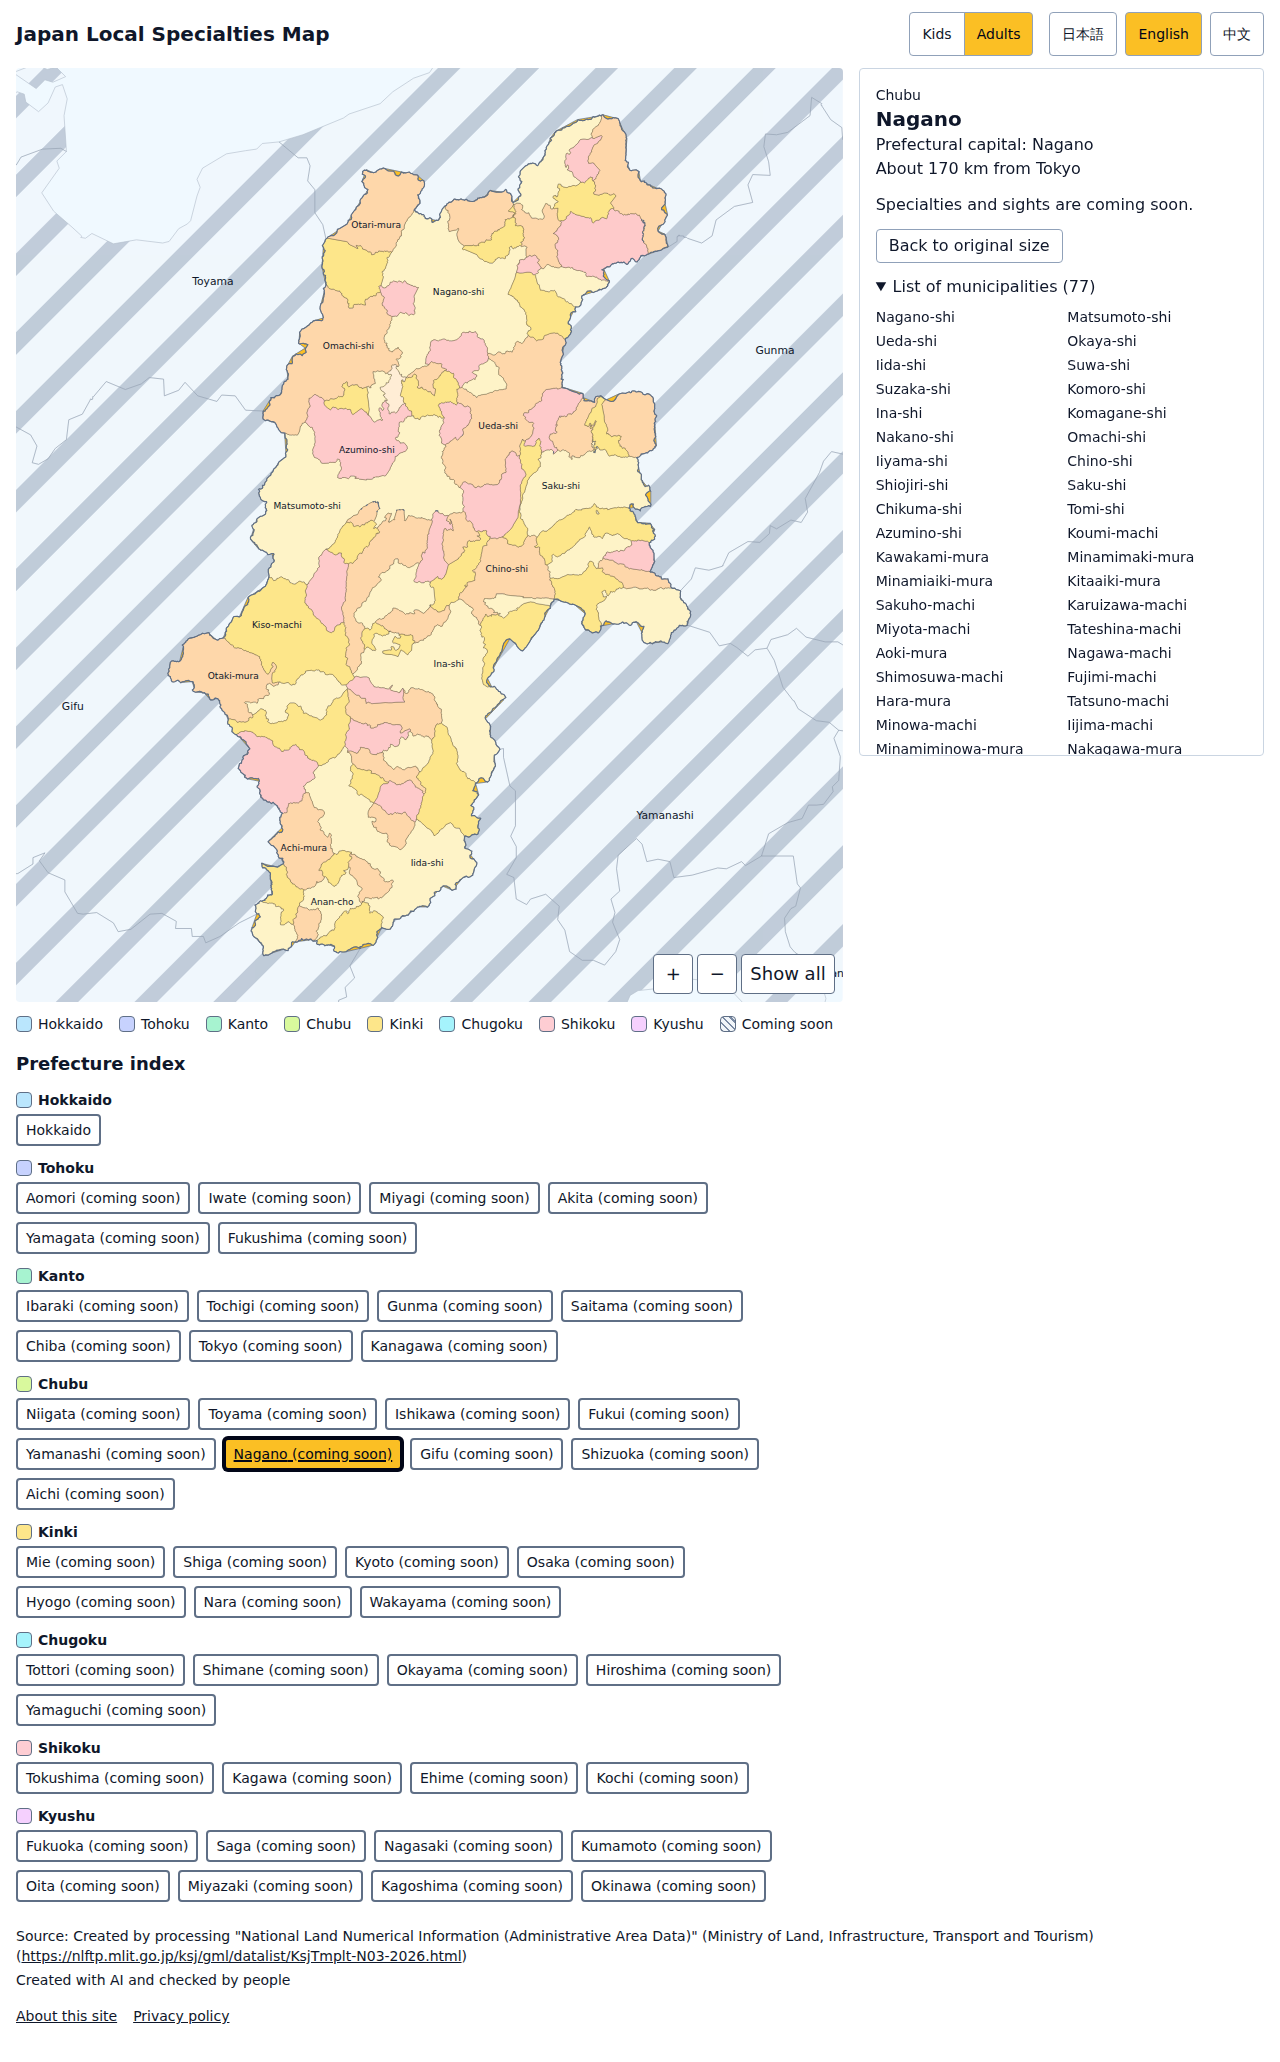 Japan Local Specialties Map
Kids Adults 日本語 English 中文
Otari-mura
Toyama
Nagano-shi
Omachi-shi
Gunma
Ueda-shi
Azumino-shi
Saku-shi
Matsumoto-shi
Chino-shi
Kiso-machi
Ina-shi
Otaki-mura
Gifu
Yamanashi
Achi-mura
Iida-shi
Anan-cho
+ − Show all
Chubu
Nagano
Prefectural capital: Nagano
About 170 km from Tokyo
Specialties and sights are coming soon.
Back to original size
▼ List of municipalities (77)
Nagano-shi Matsumoto-shi
Ueda-shi Okaya-shi
Iida-shi Suwa-shi
Suzaka-shi Komoro-shi
Ina-shi Komagane-shi
Nakano-shi Omachi-shi
Iiyama-shi Chino-shi
Shiojiri-shi Saku-shi
Chikuma-shi Tomi-shi
Azumino-shi Koumi-machi
Kawakami-mura Minamimaki-mura
Minamiaiki-mura Kitaaiki-mura
Sakuho-machi Karuizawa-machi
Miyota-machi Tateshina-machi
Aoki-mura Nagawa-machi
Shimosuwa-machi Fujimi-machi
Hara-mura Tatsuno-machi
Minowa-machi Iijima-machi
Minamiminowa-mura Nakagawa-mura
Hokkaido Tohoku Kanto Chubu Kinki Chugoku Shikoku Kyushu Coming soon
Prefecture index
Hokkaido
Hokkaido
Tohoku
Aomori (coming soon) Iwate (coming soon) Miyagi (coming soon) Akita (coming soon)
Yamagata (coming soon) Fukushima (coming soon)
Kanto
Ibaraki (coming soon) Tochigi (coming soon) Gunma (coming soon) Saitama (coming soon)
Chiba (coming soon) Tokyo (coming soon) Kanagawa (coming soon)
Chubu
Niigata (coming soon) Toyama (coming soon) Ishikawa (coming soon) Fukui (coming soon)
Yamanashi (coming soon) Nagano (coming soon) Gifu (coming soon) Shizuoka (coming soon)
Aichi (coming soon)
Kinki
Mie (coming soon) Shiga (coming soon) Kyoto (coming soon) Osaka (coming soon)
Hyogo (coming soon) Nara (coming soon) Wakayama (coming soon)
Chugoku
Tottori (coming soon) Shimane (coming soon) Okayama (coming soon) Hiroshima (coming soon)
Yamaguchi (coming soon)
Shikoku
Tokushima (coming soon) Kagawa (coming soon) Ehime (coming soon) Kochi (coming soon)
Kyushu
Fukuoka (coming soon) Saga (coming soon) Nagasaki (coming soon) Kumamoto (coming soon)
Oita (coming soon) Miyazaki (coming soon) Kagoshima (coming soon) Okinawa (coming soon)
Source: Created by processing "National Land Numerical Information (Administrative Area Data)" (Ministry of Land, Infrastructure, Transport and Tourism)
(https://nlftp.mlit.go.jp/ksj/gml/datalist/KsjTmplt-N03-2026.html)
Created with AI and checked by people
About this site Privacy policy